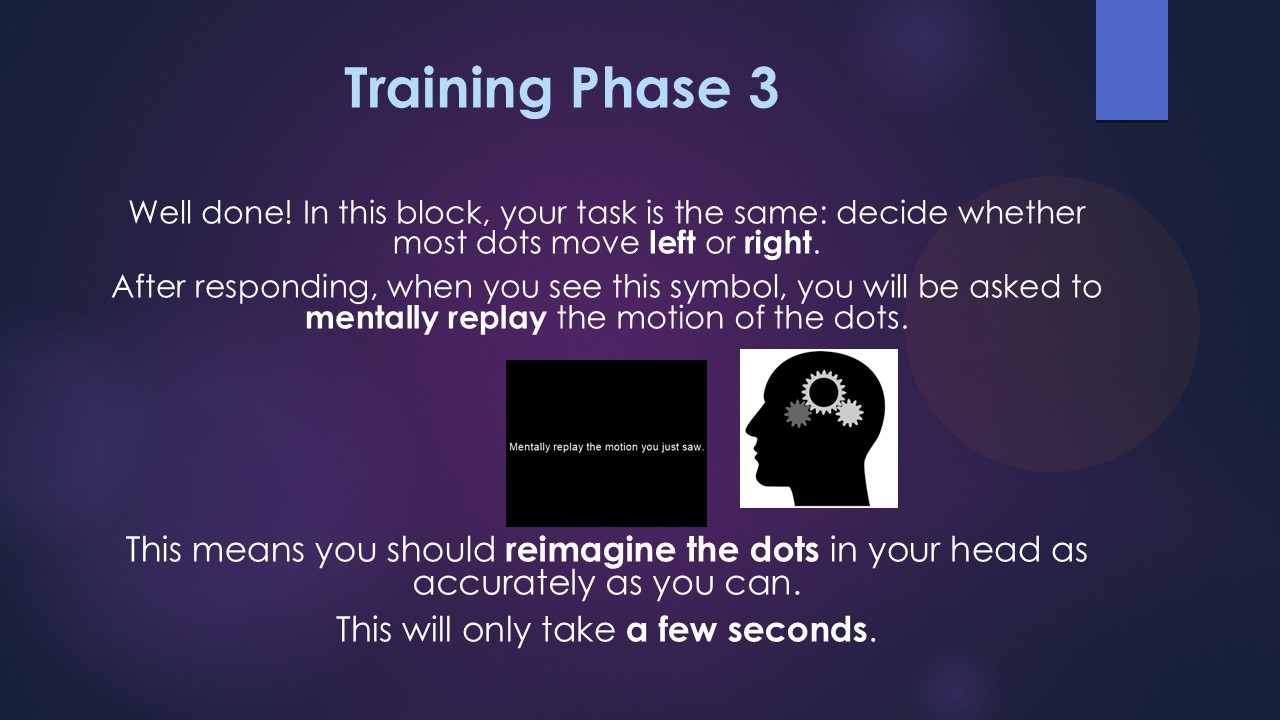 Training Phase 3
Well done! In this block, your task is the same: decide whether
most dots move left or right.
After responding, when you see this symbol, you will be asked to
mentally replay the motion of the dots.
Mentally replay the motion you just saw.
This means you should reimagine the dots in your head as
accurately as you can.
This will only take a few seconds.